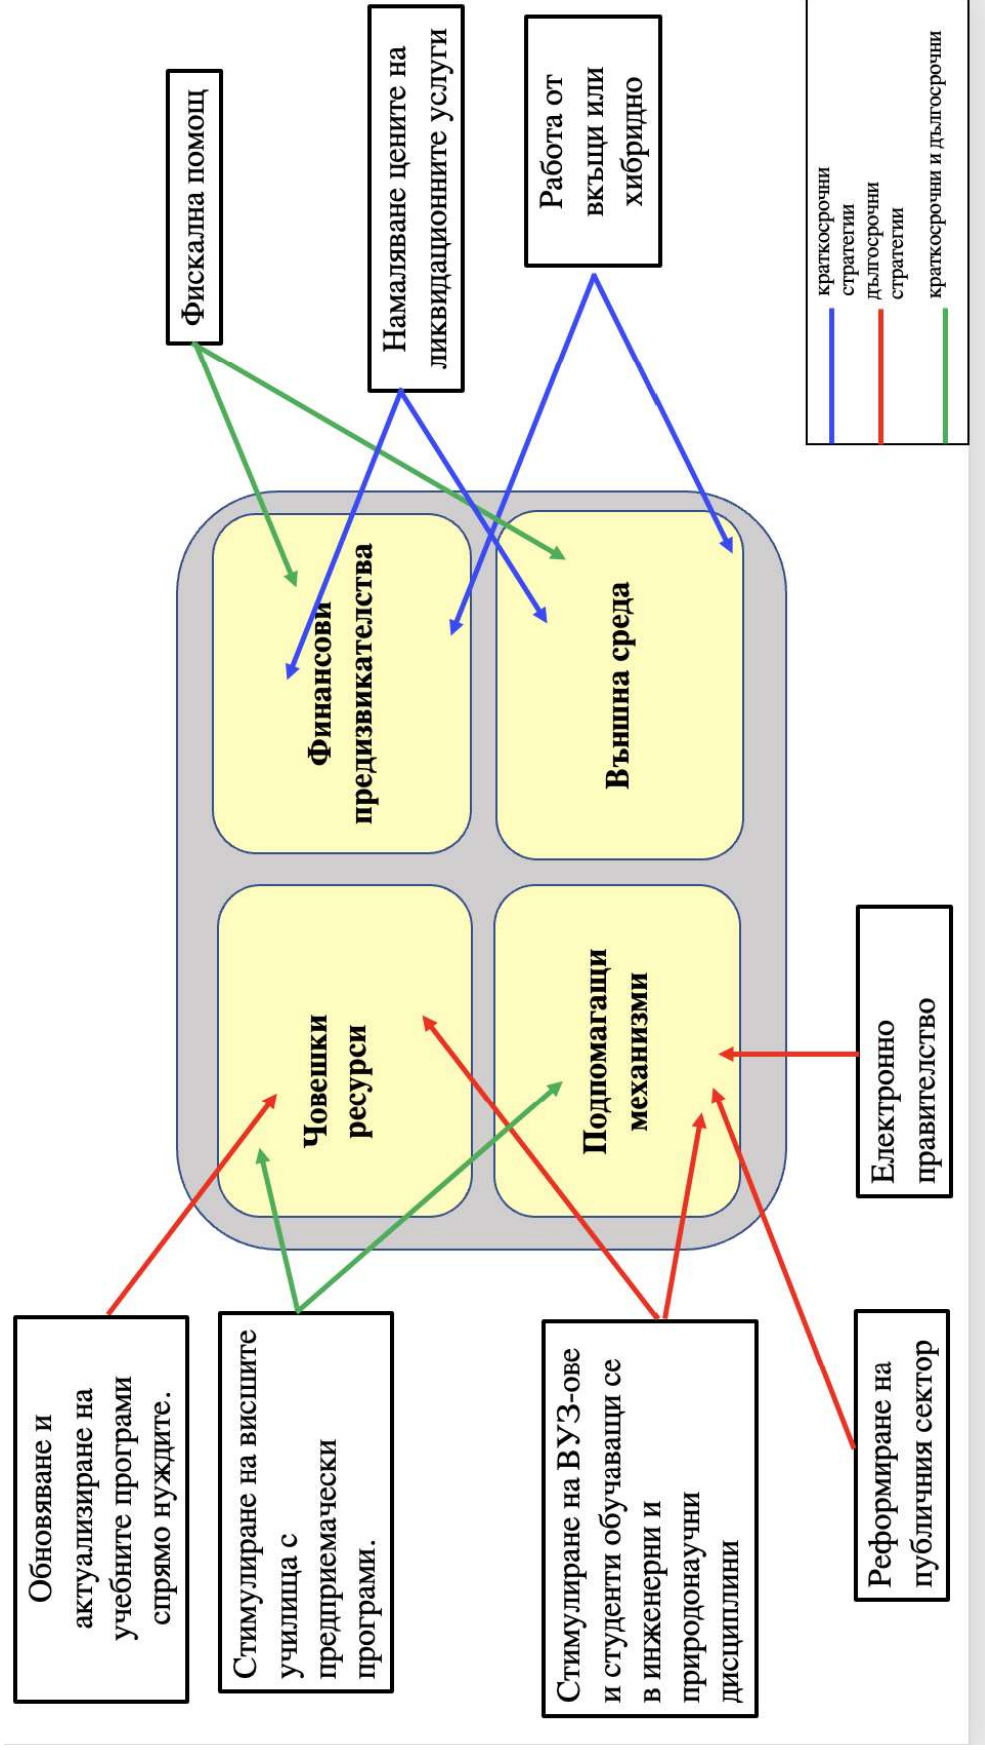 Обновяване и
актуализиране на
учебните програми
спрямо нуждите.
Стимулиране на висшите
училища с
предприемачески
програми.
Стимулиране на ВУЗ-ове
и студенти обучаващи се
в инженерни и
природонаучни
дисциплини
Реформиране на
публичния сектор
Електронно
правителство
Човешки
ресурси
Подпомагащи
механизми
Финансови
предизвикателства
Външна среда
Фискална помощ
Намаляване цените на
ликвидационните услуги
Работа от
вкъщи или
хибридно
краткосрочни
стратегии
дългосрочни
стратегии
краткосрочни и дългосрочни